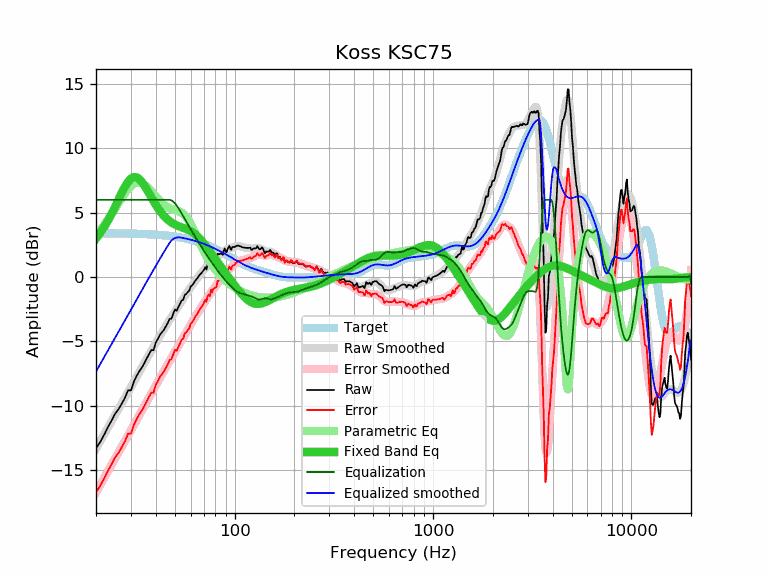 Koss KSC75
Amplitude (dBr)
15
10
5
0
−5
−10
−15
Target
Raw Smoothed
Error Smoothed
Raw
Error
Parametric Eq
Fixed Band Eq
Equalization
Equalized smoothed
100 1000 10000
Frequency (Hz)